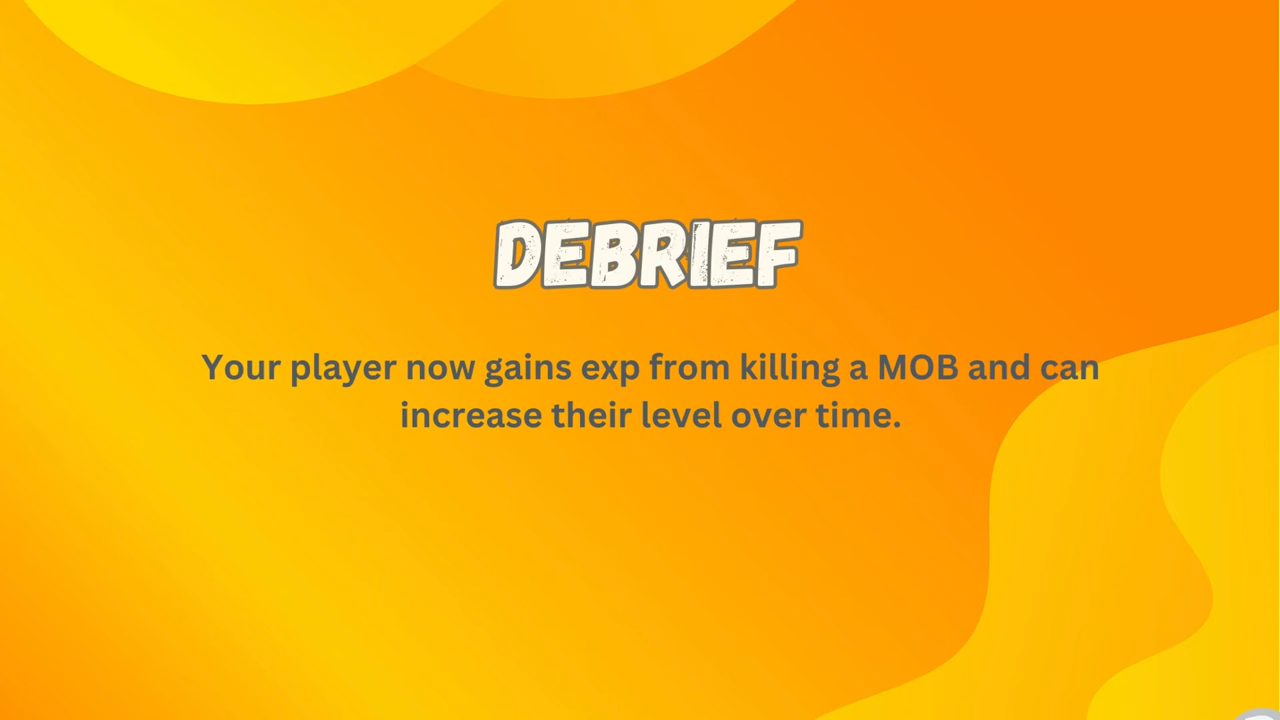 DEBRIEF
Your player now gains exp from killing a MOB and can
increase their level over time.